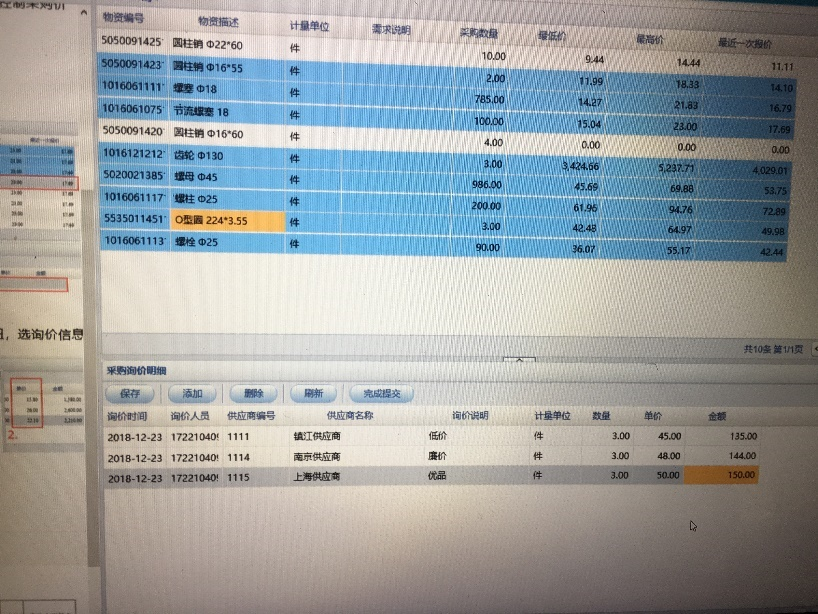 物资编号 物资描述 计量单位 需求说明 采购数量 最低价 最高价 最近一次报价
5050091425 圆柱销 Φ22*60 件 10.00 9.44 14.44 11.11
5050091423 圆柱销 Φ16*55 件 2.00 11.99 18.33 14.10
1016061111 螺塞 Φ18 件 785.00 14.27 21.83 16.79
1016061075 节流螺塞 18 件 100.00 15.04 23.00 17.69
5050091420 圆柱销 Φ16*60 件 4.00 0.00 0.00 0.00
1016121212 齿轮 Φ130 件 3.00 3,424.66 5,237.71 4,029.01
5020021385 螺母 Φ45 件 986.00 45.69 69.88 53.75
1016061117 螺柱 Φ25 件 200.00 61.96 94.76 72.89
5535011451 O型圈 224*3.55 件 3.00 42.48 64.97 49.98
1016061113 螺栓 Φ25 件 90.00 36.07 55.17 42.44
选询价信息
共10条 第1/1页
采购询价明细
保存 添加 删除 刷新 完成提交
询价时间 询价人员 供应商编号 供应商名称 询价说明 计量单位 数量 单价 金额
2018-12-23 17221040 1111 镇江供应商 低价 件 3.00 45.00 135.00
2018-12-23 17221040 1114 南京供应商 廉价 件 3.00 48.00 144.00
2018-12-23 17221040 1115 上海供应商 优品 件 3.00 50.00 150.00
2.